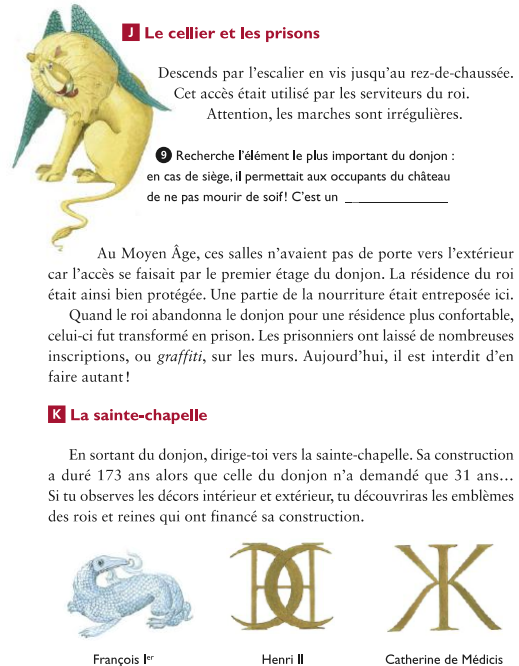 J Le cellier et les prisons
Descends par l'escalier en vis jusqu'au rez-de-chaussée.
Cet accès était utilisé par les serviteurs du roi.
Attention, les marches sont irrégulières.
9 Recherche l'élément le plus important du donjon :
en cas de siège, il permettait aux occupants du château
de ne pas mourir de soif! C'est un _______________
Au Moyen Âge, ces salles n'avaient pas de porte vers l'extérieur
car l'accès se faisait par le premier étage du donjon. La résidence du roi
était ainsi bien protégée. Une partie de la nourriture était entreposée ici.
Quand le roi abandonna le donjon pour une résidence plus confortable,
celui-ci fut transformé en prison. Les prisonniers ont laissé de nombreuses
inscriptions, ou graffiti, sur les murs. Aujourd'hui, il est interdit d'en
faire autant!
K La sainte-chapelle
En sortant du donjon, dirige-toi vers la sainte-chapelle. Sa construction
a duré 173 ans alors que celle du donjon n'a demandé que 31 ans…
Si tu observes les décors intérieur et extérieur, tu découvriras les emblèmes
des rois et reines qui ont financé sa construction.
François Ier
Henri II
Catherine de Médicis